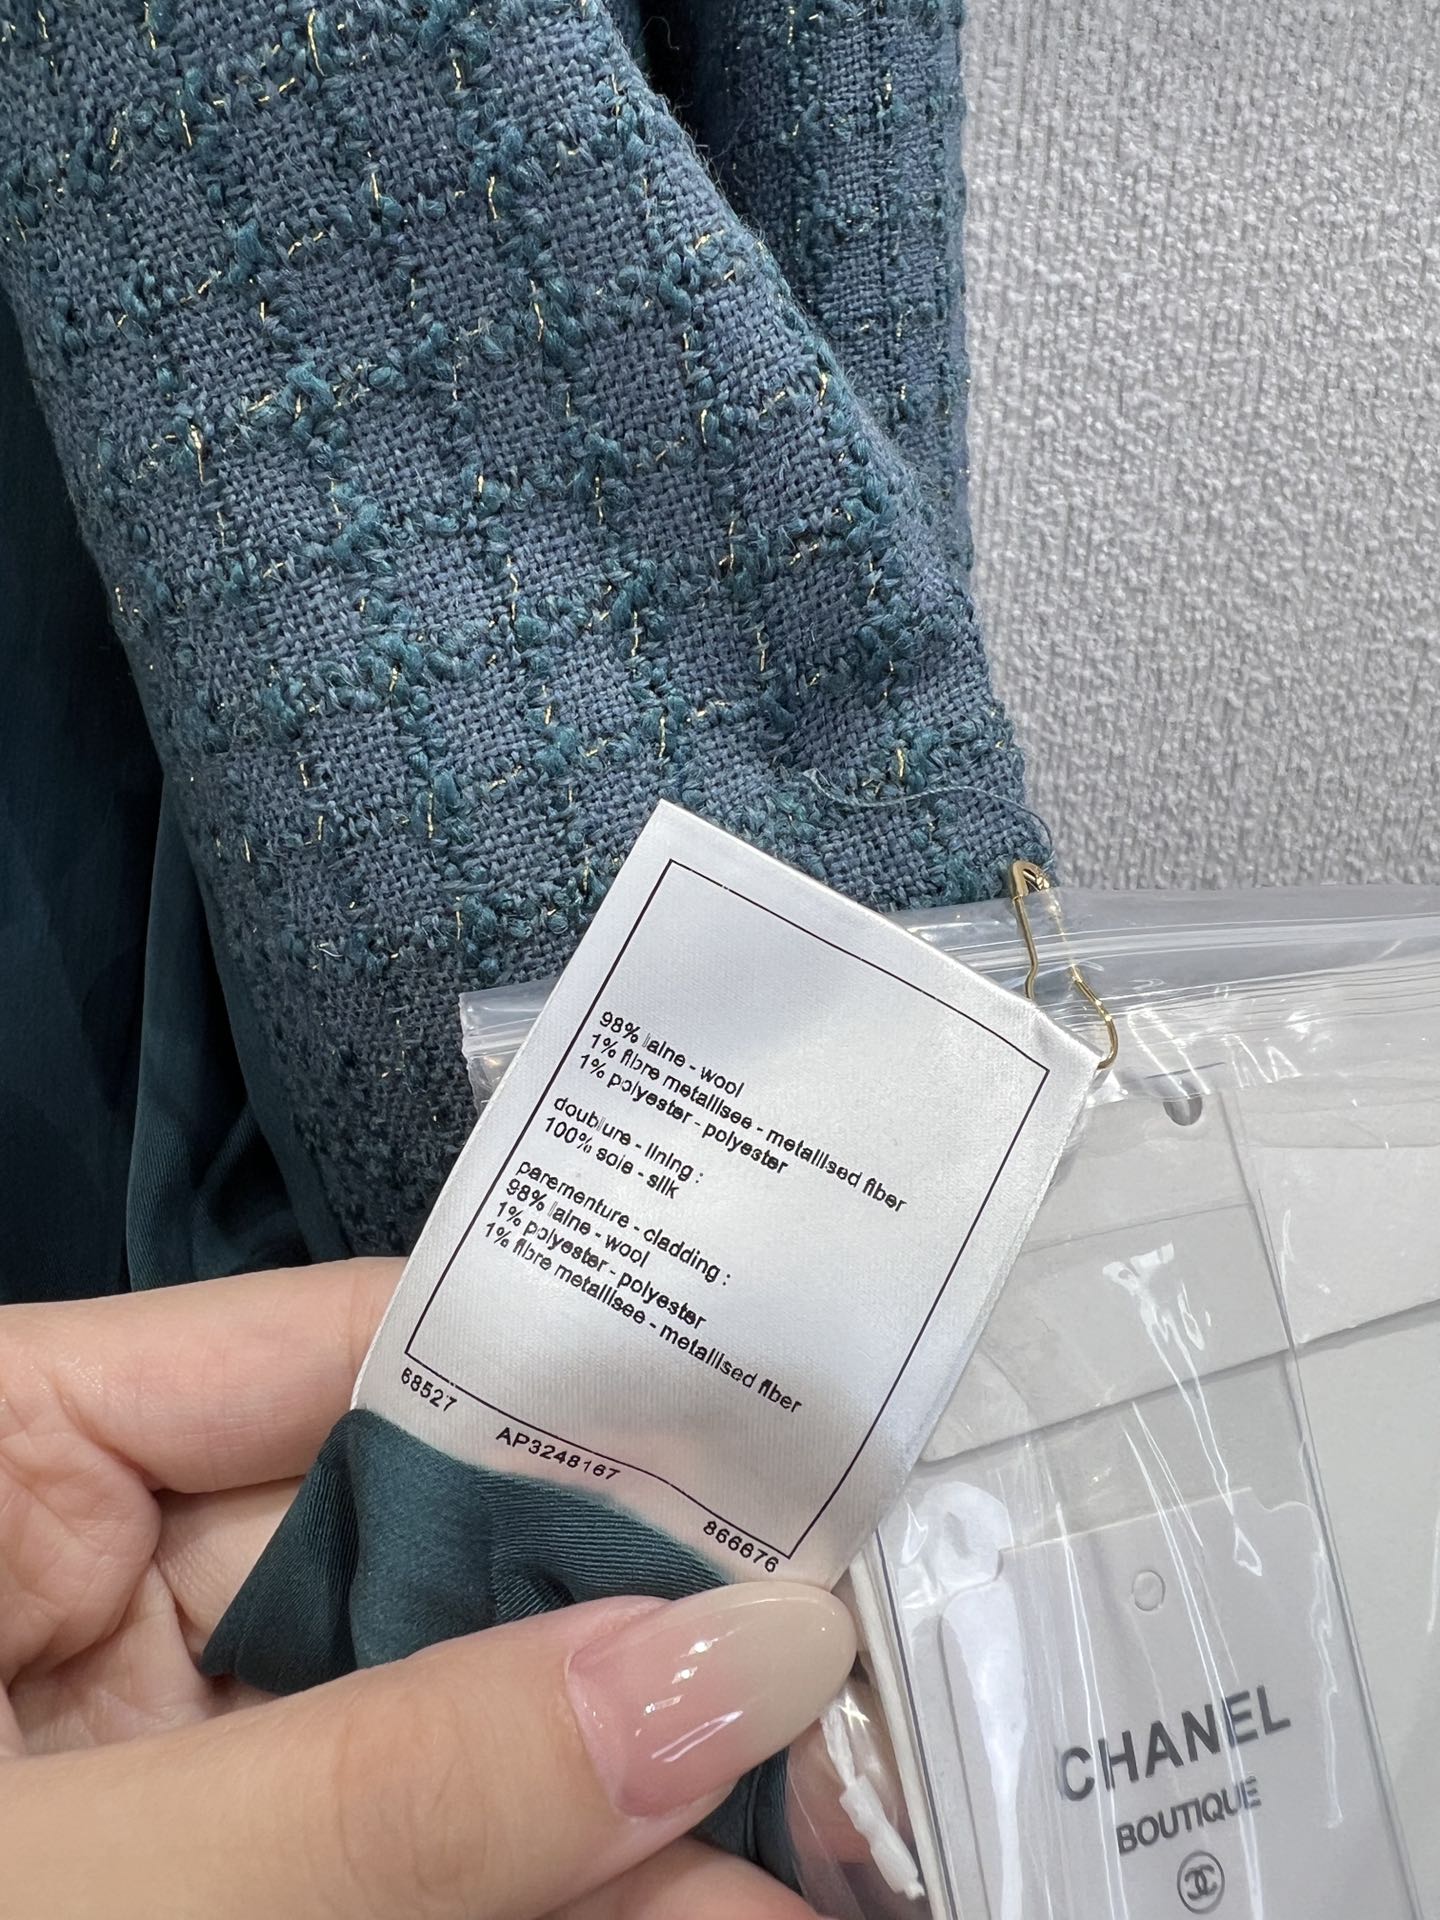 98% laine - wool
1% fibre metallisee - metallised fiber
1% polyester - polyester
doublure - lining :
100% soie - silk
parementure - cladding :
98% laine - wool
1% polyester - polyester
1% fibre metallisee - metallised fiber
68527
AP3248167
866676
CHANEL
BOUTIQUE